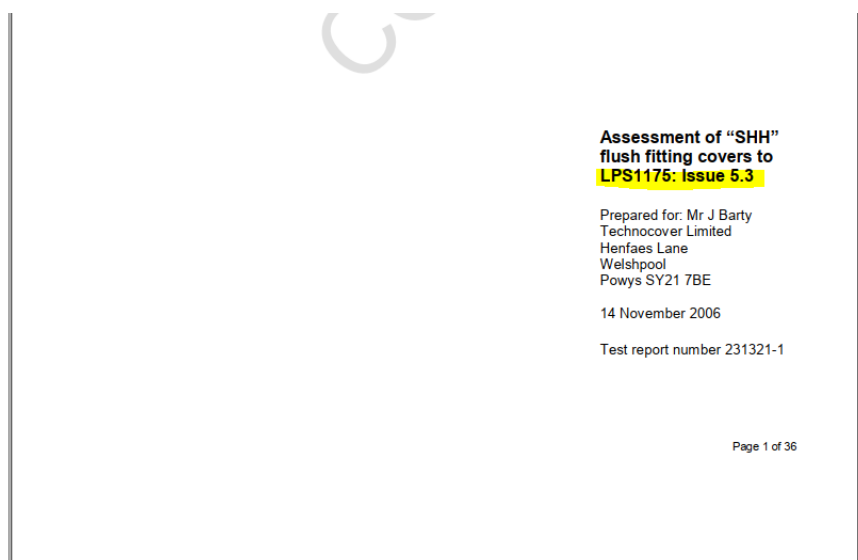 Assessment of “SHH”
flush fitting covers to
LPS1175: Issue 5.3
Prepared for: Mr J Barty
Technocover Limited
Henfaes Lane
Welshpool
Powys SY21 7BE
14 November 2006
Test report number 231321-1
Page 1 of 36